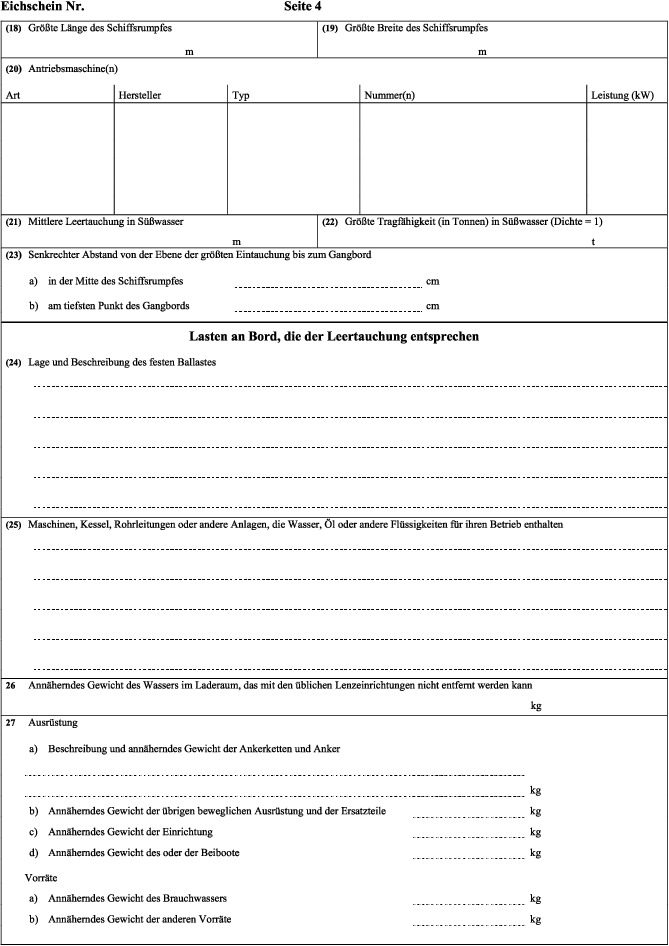 Eichschein Nr. Seite 4
(18) Größte Länge des Schiffsrumpfes (19) Größte Breite des Schiffsrumpfes
m m
(20) Antriebsmaschine(n)
Art Hersteller Typ Nummer(n) Leistung (kW)
(21) Mittlere Leertauchung in Süßwasser (22) Größte Tragfähigkeit (in Tonnen) in Süßwasser (Dichte = 1)
m t
(23) Senkrechter Abstand von der Ebene der größten Eintauchung bis zum Gangbord
a) in der Mitte des Schiffsrumpfes cm
b) am tiefsten Punkt des Gangbords cm
Lasten an Bord, die der Leertauchung entsprechen
(24) Lage und Beschreibung des festen Ballastes
(25) Maschinen, Kessel, Rohrleitungen oder andere Anlagen, die Wasser, Öl oder andere Flüssigkeiten für ihren Betrieb enthalten
26 Annäherndes Gewicht des Wassers im Laderaum, das mit den üblichen Lenzeinrichtungen nicht entfernt werden kann
kg
27 Ausrüstung
a) Beschreibung und annäherndes Gewicht der Ankerketten und Anker
kg
b) Annäherndes Gewicht der übrigen beweglichen Ausrüstung und der Ersatzteile kg
c) Annäherndes Gewicht der Einrichtung kg
d) Annäherndes Gewicht des oder der Beiboote kg
Vorräte
a) Annäherndes Gewicht des Brauchwassers kg
b) Annäherndes Gewicht der anderen Vorräte kg